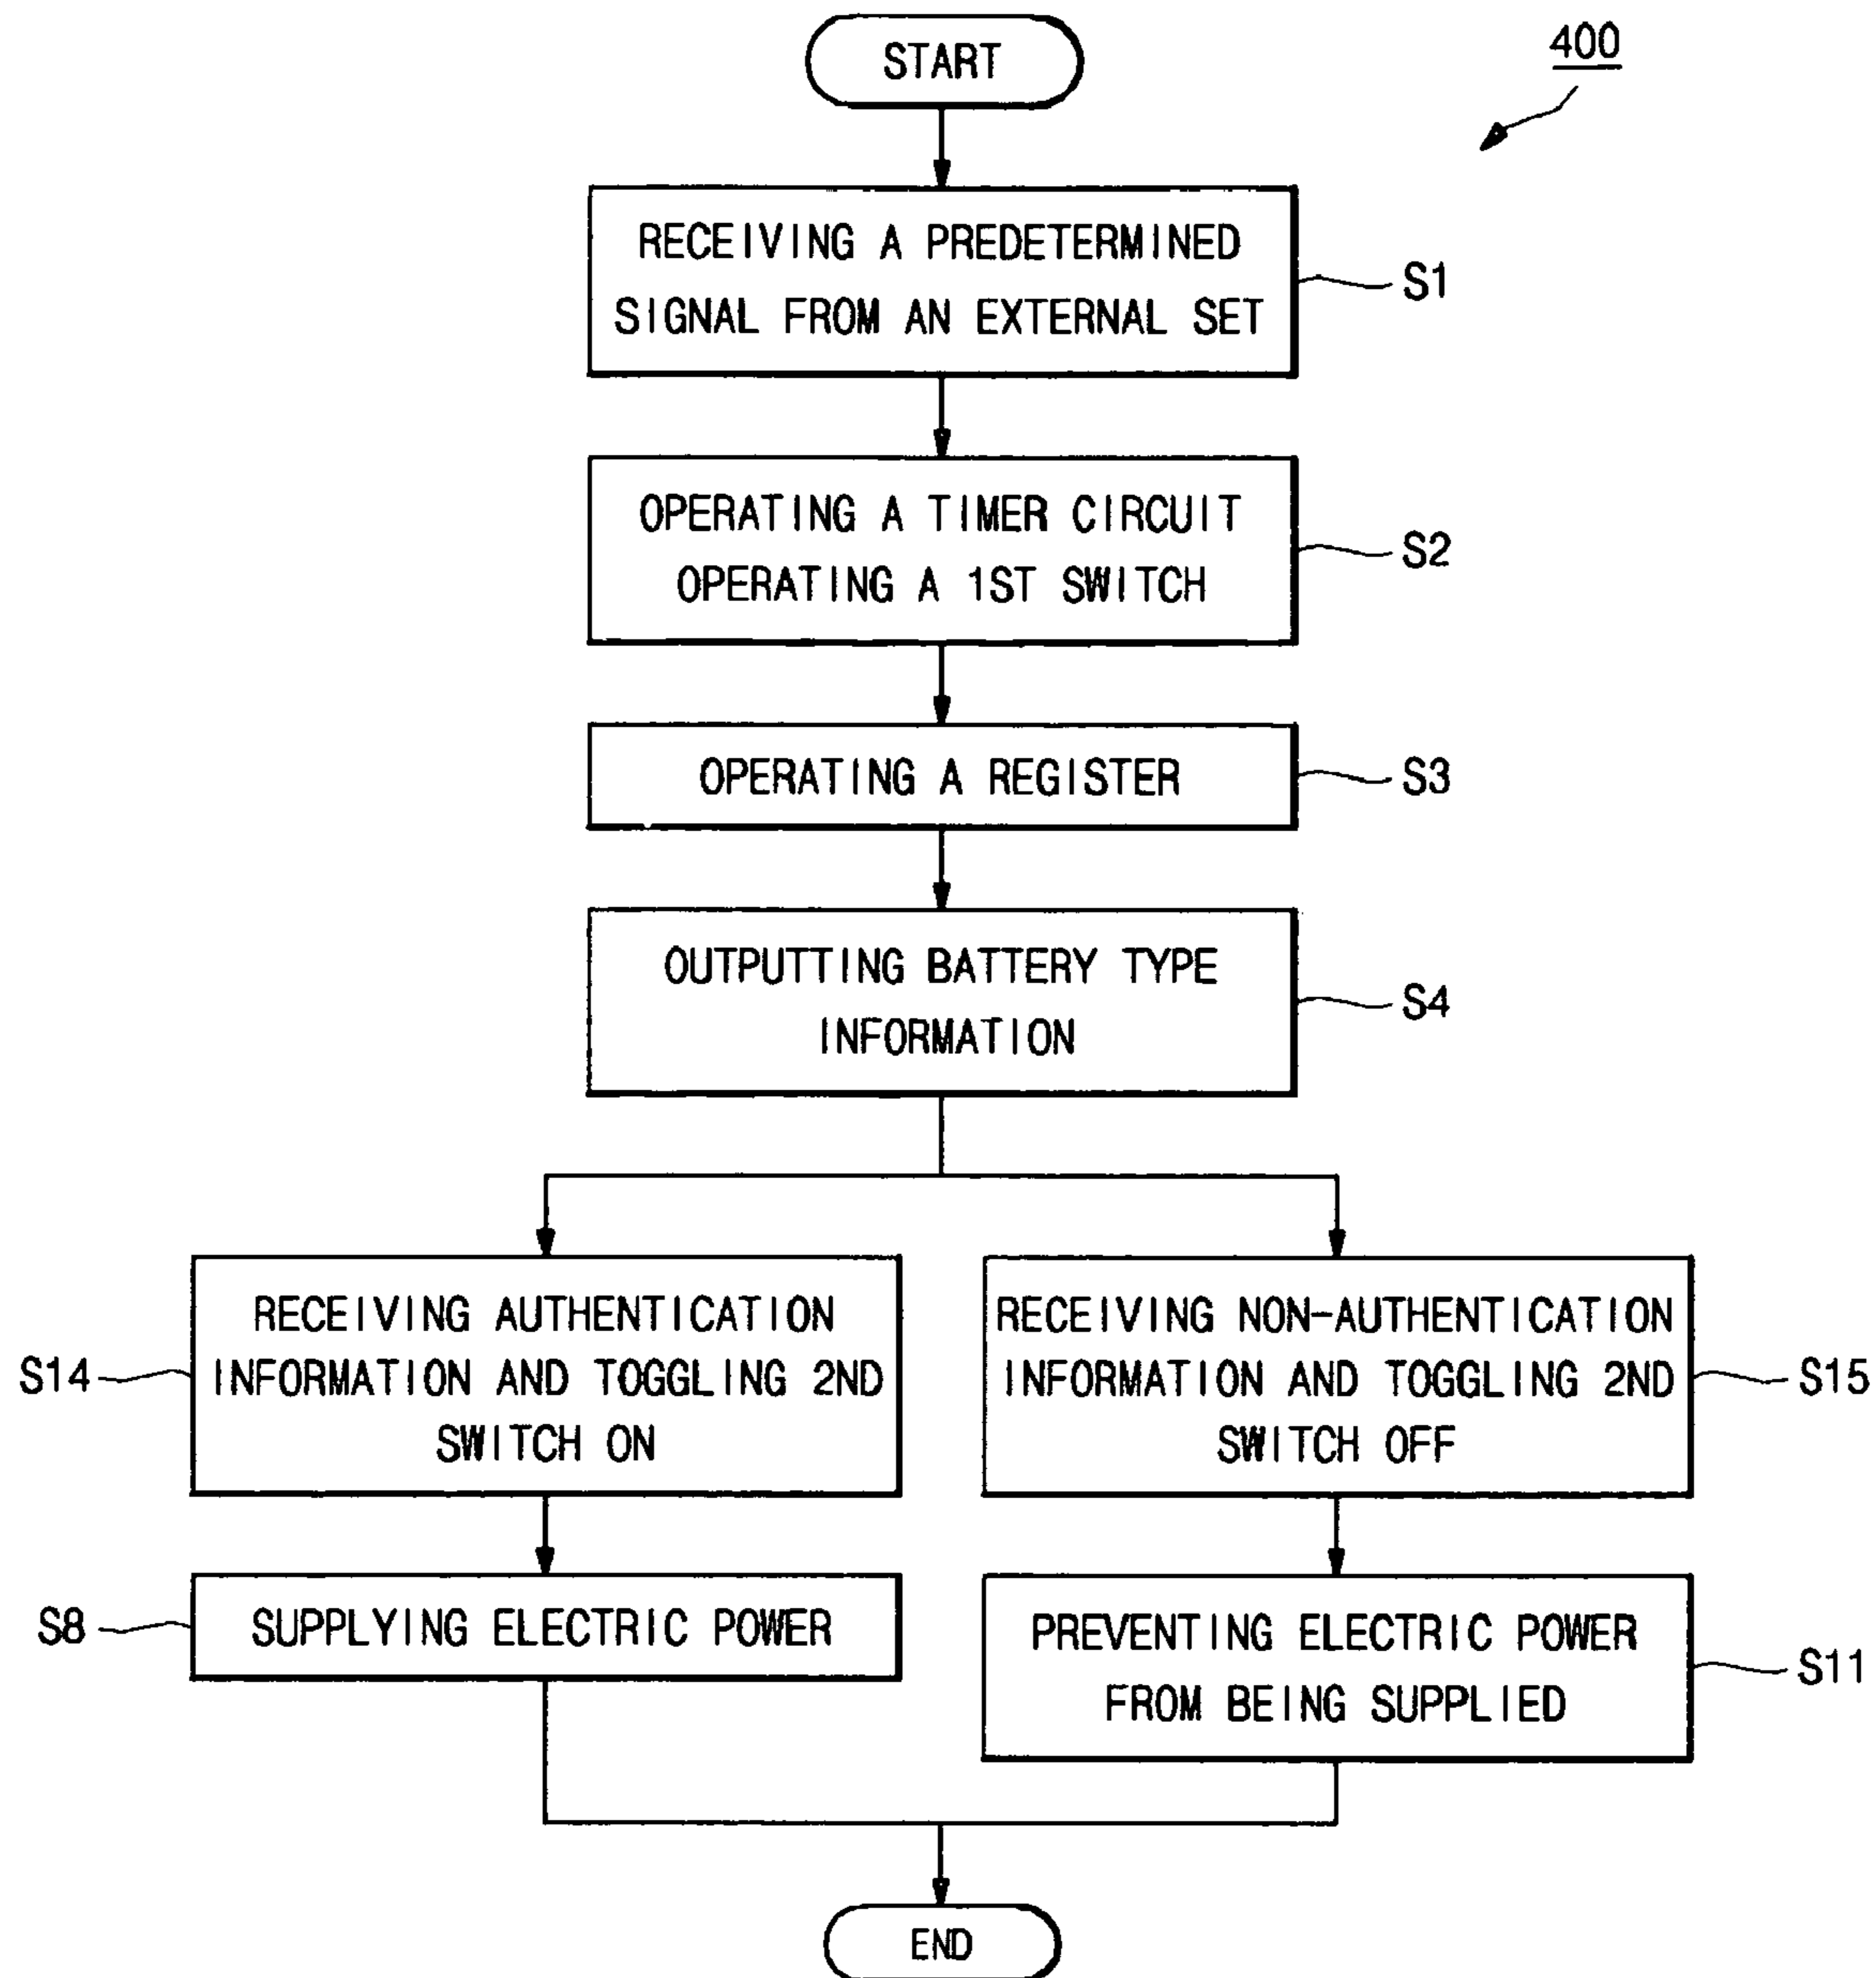 START
400
RECEIVING A PREDETERMINED
SIGNAL FROM AN EXTERNAL SET
S1
OPERATING A TIMER CIRCUIT
OPERATING A 1ST SWITCH
S2
OPERATING A REGISTER
S3
OUTPUTTING BATTERY TYPE
INFORMATION
S4
S14
RECEIVING AUTHENTICATION
INFORMATION AND TOGGLING 2ND
SWITCH ON
RECEIVING NON-AUTHENTICATION
INFORMATION AND TOGGLING 2ND
SWITCH OFF
S15
S8
SUPPLYING ELECTRIC POWER
PREVENTING ELECTRIC POWER
FROM BEING SUPPLIED
S11
END